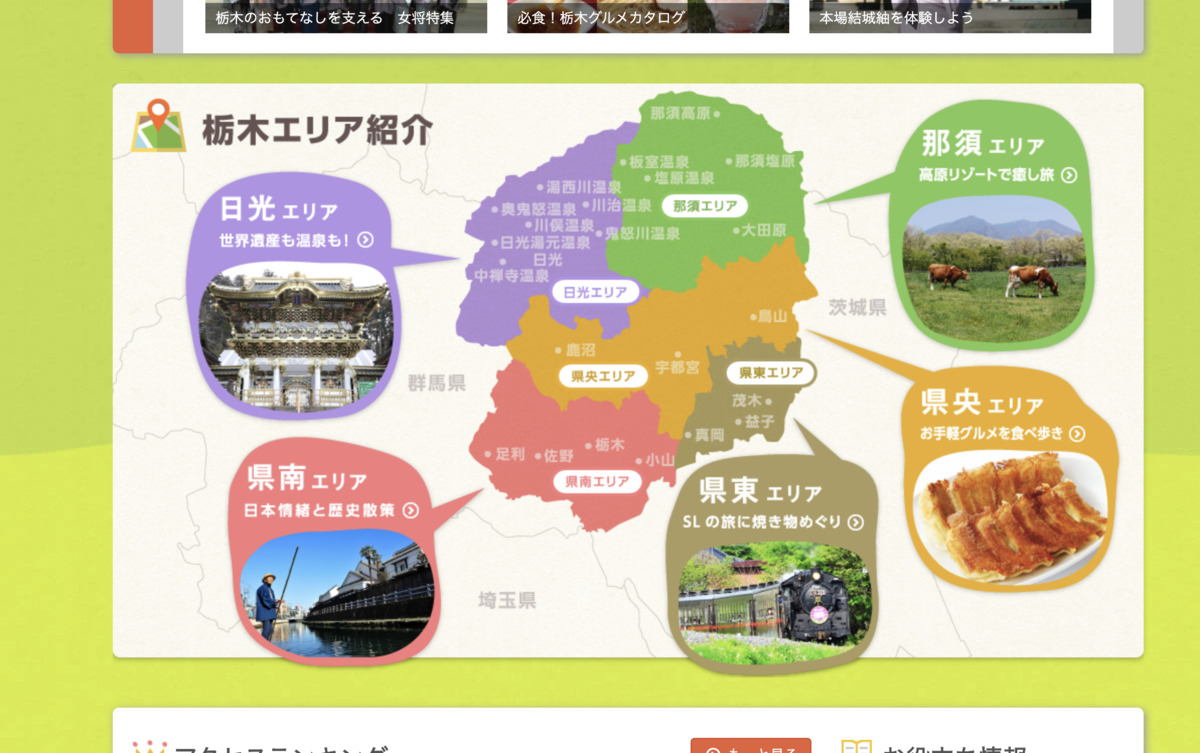 栃木のおもてなしを支える　女将特集
必食！栃木グルメカタログ
本場結城紬を体験しよう
栃木エリア紹介
日光 エリア
世界遺産も温泉も！
那須 エリア
高原リゾートで癒し旅
那須高原
板室温泉
那須塩原
塩原温泉
湯西川温泉
川治温泉
奥鬼怒温泉
那須エリア
川俣温泉
鬼怒川温泉
大田原
日光湯元温泉
日光
中禅寺温泉
日光エリア
烏山
茨城県
鹿沼
宇都宮
県央エリア
県東エリア
群馬県
茂木
益子
真岡
県央 エリア
お手軽グルメを食べ歩き
栃木
足利
佐野
小山
県南エリア
県南 エリア
日本情緒と歴史散策
県東 エリア
SLの旅に焼き物めぐり
埼玉県
アクセスランキング
もっと見る
お役立ち情報